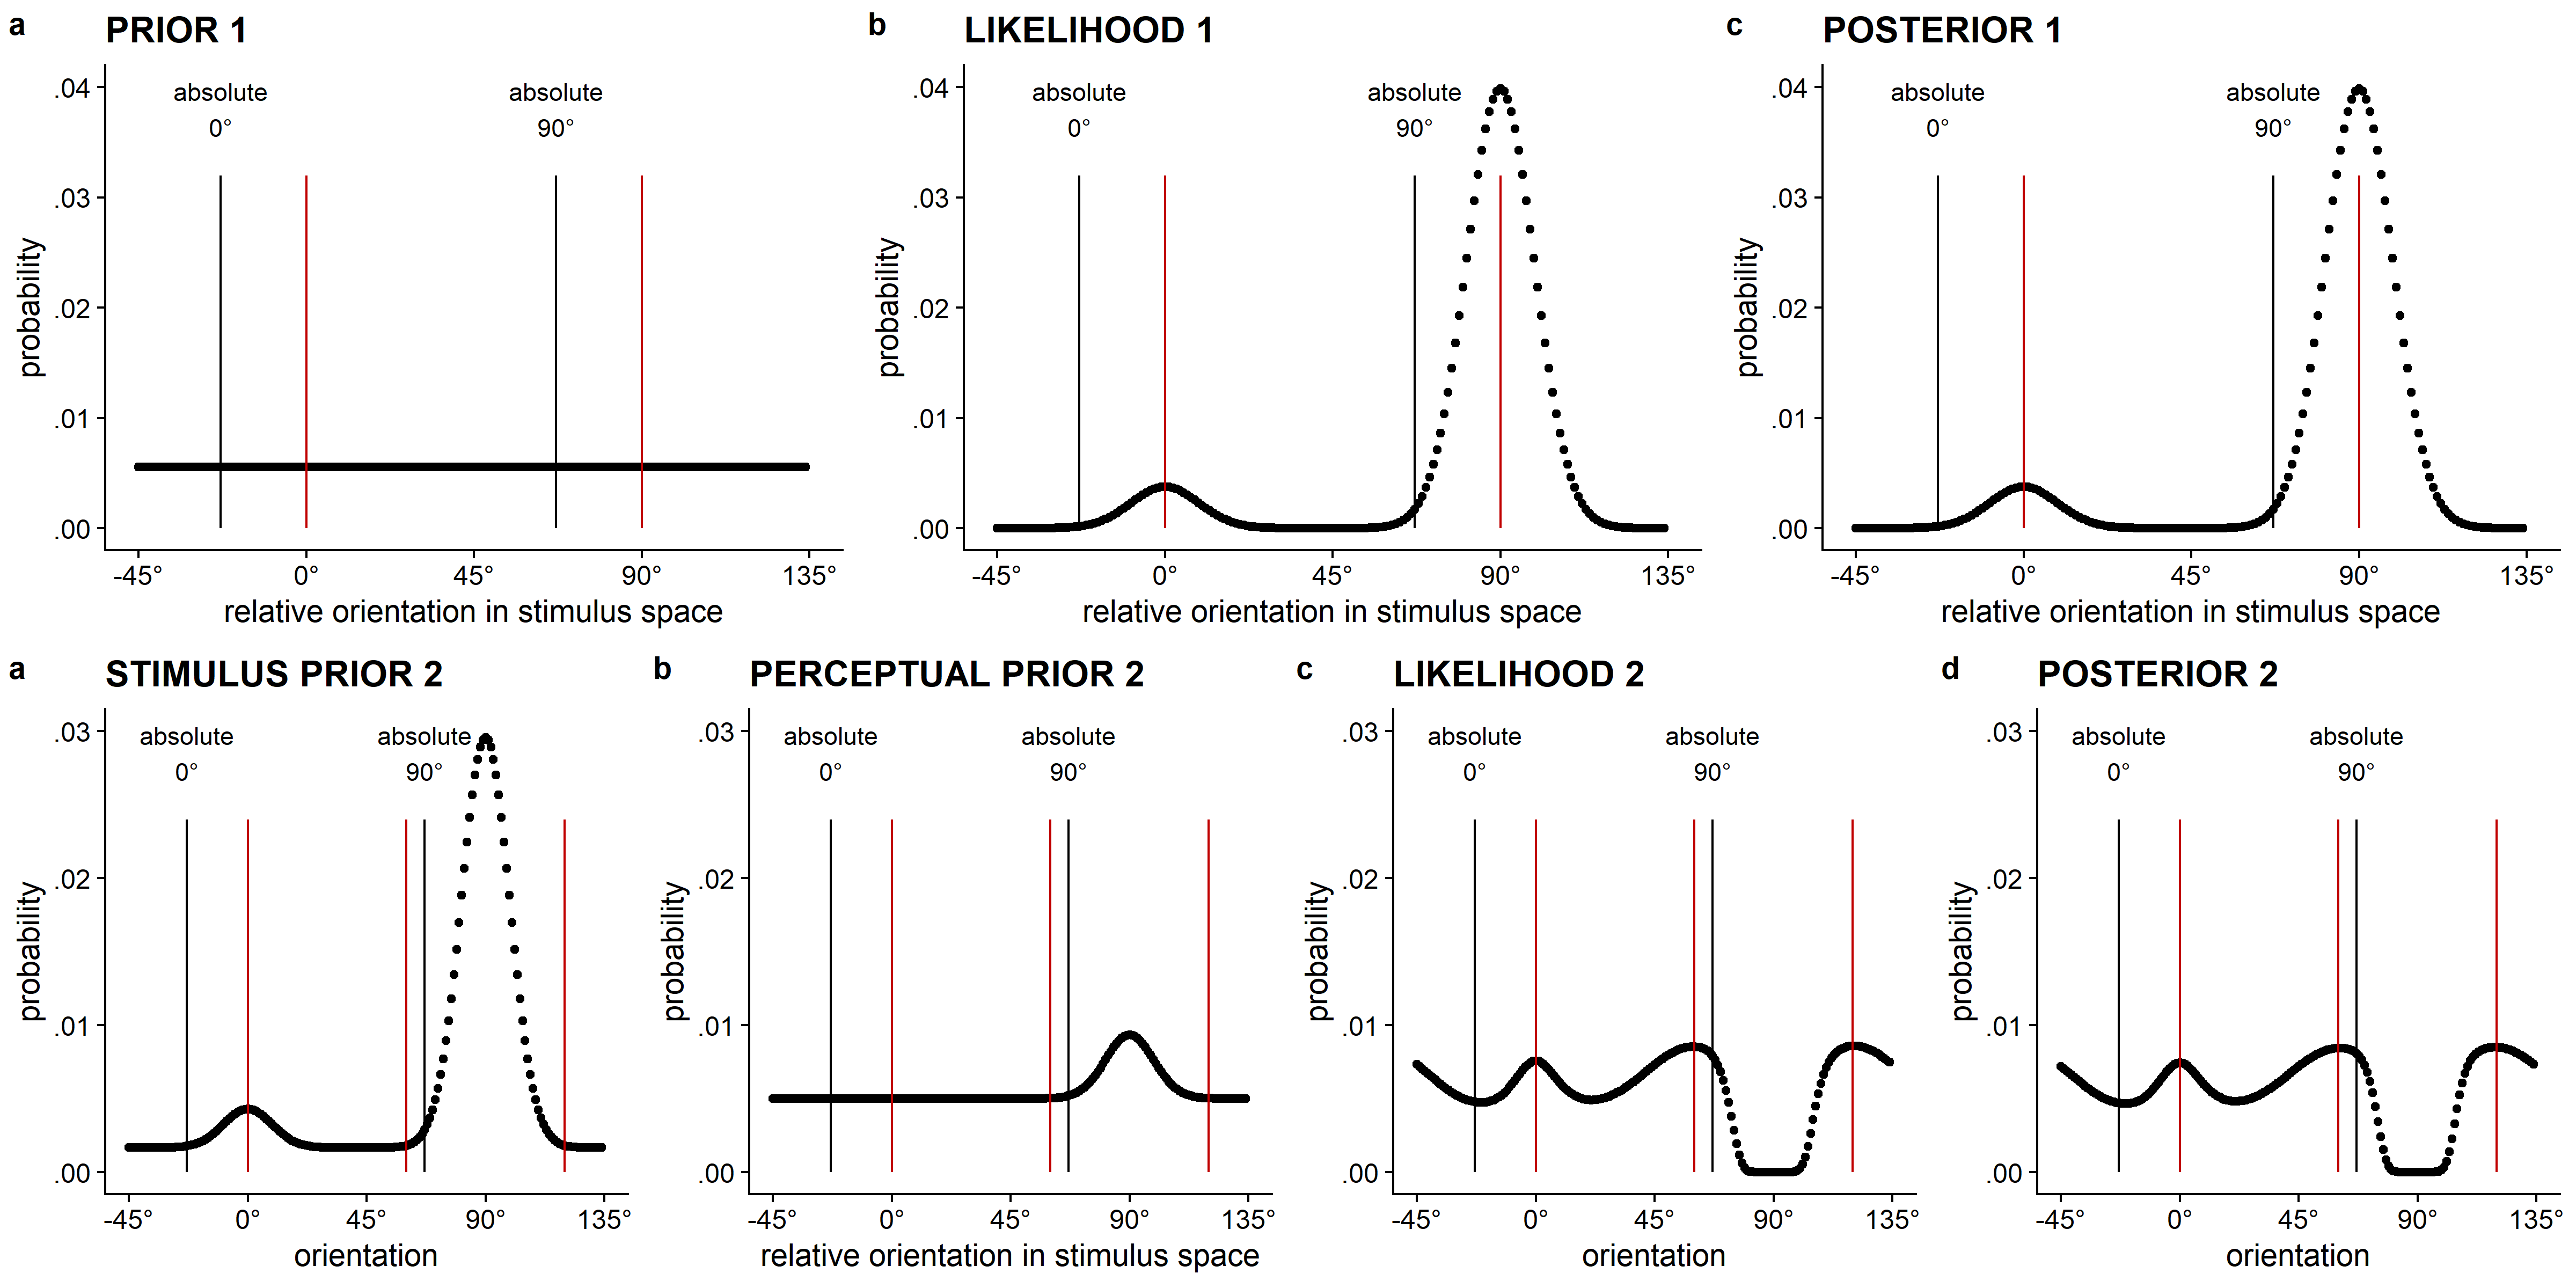 a PRIOR 1
.04
.03
.02
.01
.00
absolute
0°
absolute
90°
probability
-45° 0° 45° 90° 135°
relative orientation in stimulus space
b LIKELIHOOD 1
.04
.03
.02
.01
.00
absolute
0°
absolute
90°
probability
-45° 0° 45° 90° 135°
relative orientation in stimulus space
c POSTERIOR 1
.04
.03
.02
.01
.00
absolute
0°
absolute
90°
probability
-45° 0° 45° 90° 135°
relative orientation in stimulus space
a STIMULUS PRIOR 2
.03
.02
.01
.00
absolute
0°
absolute
90°
probability
-45° 0° 45° 90° 135°
orientation
b PERCEPTUAL PRIOR 2
.03
.02
.01
.00
absolute
0°
absolute
90°
probability
-45° 0° 45° 90° 135°
relative orientation in stimulus space
c LIKELIHOOD 2
.03
.02
.01
.00
absolute
0°
absolute
90°
probability
-45° 0° 45° 90° 135°
orientation
d POSTERIOR 2
.03
.02
.01
.00
absolute
0°
absolute
90°
probability
-45° 0° 45° 90° 135°
orientation